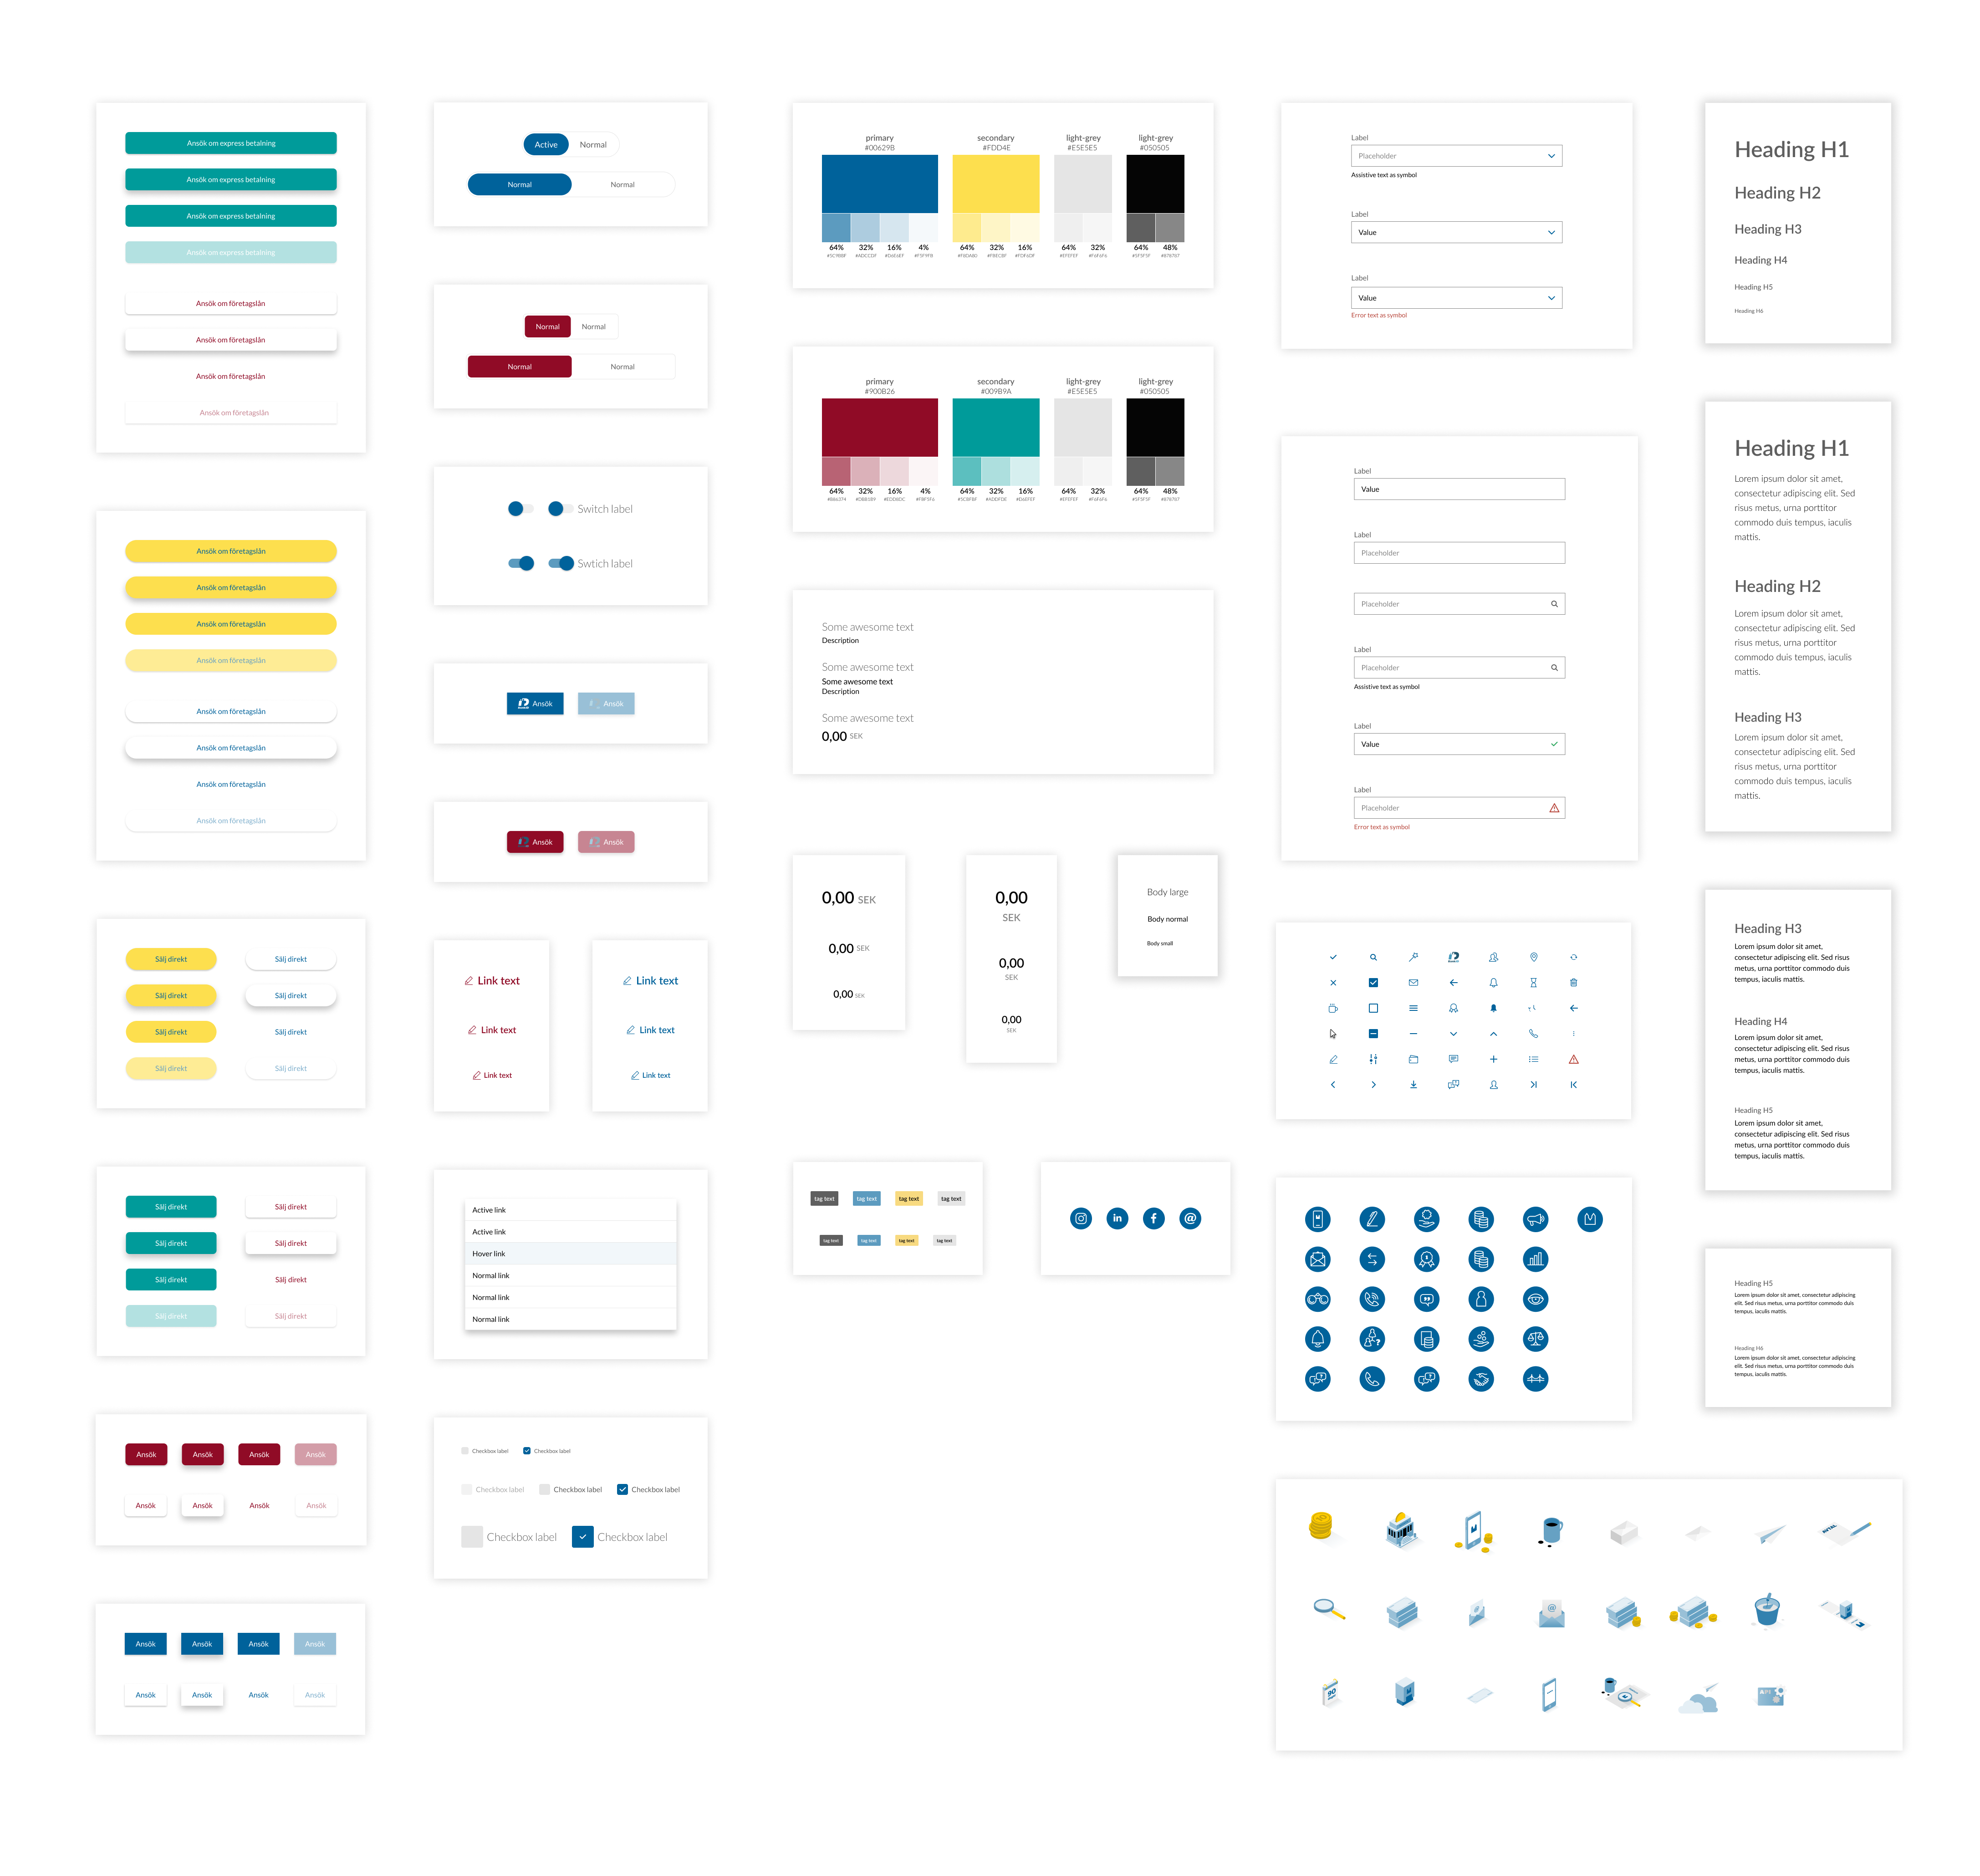 Ansök om express betalning
Ansök om express betalning
Ansök om express betalning
Ansök om express betalning
Ansök om företagslån
Ansök om företagslån
Ansök om företagslån
Ansök om företagslån
Ansök om företagslån
Ansök om företagslån
Ansök om företagslån
Ansök om företagslån
Ansök om företagslån
Ansök om företagslån
Ansök om företagslån
Ansök om företagslån
Sälj direkt Sälj direkt
Sälj direkt Sälj direkt
Sälj direkt Sälj direkt
Sälj direkt Sälj direkt
Sälj direkt Sälj direkt
Sälj direkt Sälj direkt
Sälj direkt Sälj direkt
Sälj direkt Sälj direkt
Ansök Ansök Ansök Ansök
Ansök Ansök Ansök Ansök
Ansök Ansök Ansök Ansök
Ansök Ansök Ansök Ansök
Active Normal
Normal Normal
Normal Normal
Normal Normal
Switch label
Swtich label
Ansök Ansök
Ansök Ansök
Link text
Link text
Link text
Link text
Link text
Link text
Active link
Active link
Hover link
Normal link
Normal link
Normal link
Checkbox label Checkbox label
Checkbox label Checkbox label Checkbox label
Checkbox label Checkbox label
primary secondary light-grey light-grey
#00629B #FDD4E #E5E5E5 #050505
64% 32% 16% 4% 64% 32% 16% 64% 32% 64% 48%
#EFEFEF #F6F6F6 #5F5F5F #878787
primary secondary light-grey light-grey
#900B26 #009B9A #E5E5E5 #050505
64% 32% 16% 4% 64% 32% 16% 64% 32% 64% 48%
#EFEFEF #F6F6F6 #5F5F5F #878787
Some awesome text
Description
Some awesome text
Some awesome text
Description
Some awesome text
0,00 SEK
0,00 SEK
0,00 SEK
0,00 SEK
0,00
SEK
0,00
SEK
0,00
SEK
Body large
Body normal
Body small
tag text tag text tag text tag text
tag text tag text tag text tag text
Label
Placeholder
Assistive text as symbol
Label
Value
Label
Value
Error text as symbol
Label
Value
Label
Placeholder
Placeholder
Label
Placeholder
Assistive text as symbol
Label
Value
Label
Placeholder
Error text as symbol
90
API
Heading H1
Heading H2
Heading H3
Heading H4
Heading H5
Heading H6
Heading H1
Lorem ipsum dolor sit amet,
consectetur adipiscing elit. Sed
risus metus, urna porttitor
commodo duis tempus, iaculis
mattis.
Heading H2
Lorem ipsum dolor sit amet,
consectetur adipiscing elit. Sed
risus metus, urna porttitor
commodo duis tempus, iaculis
mattis.
Heading H3
Lorem ipsum dolor sit amet,
consectetur adipiscing elit. Sed
risus metus, urna porttitor
commodo duis tempus, iaculis
mattis.
Heading H3
Lorem ipsum dolor sit amet,
consectetur adipiscing elit. Sed risus
metus, urna porttitor commodo duis
tempus, iaculis mattis.
Heading H4
Lorem ipsum dolor sit amet,
consectetur adipiscing elit. Sed risus
metus, urna porttitor commodo duis
tempus, iaculis mattis.
Heading H5
Lorem ipsum dolor sit amet,
consectetur adipiscing elit. Sed risus
metus, urna porttitor commodo duis
tempus, iaculis mattis.
Heading H5
Lorem ipsum dolor sit amet, consectetur adipiscing
elit. Sed risus metus, urna porttitor commodo duis
tempus, iaculis mattis.
Heading H6
Lorem ipsum dolor sit amet, consectetur adipiscing
elit. Sed risus metus, urna porttitor commodo duis
tempus, iaculis mattis.